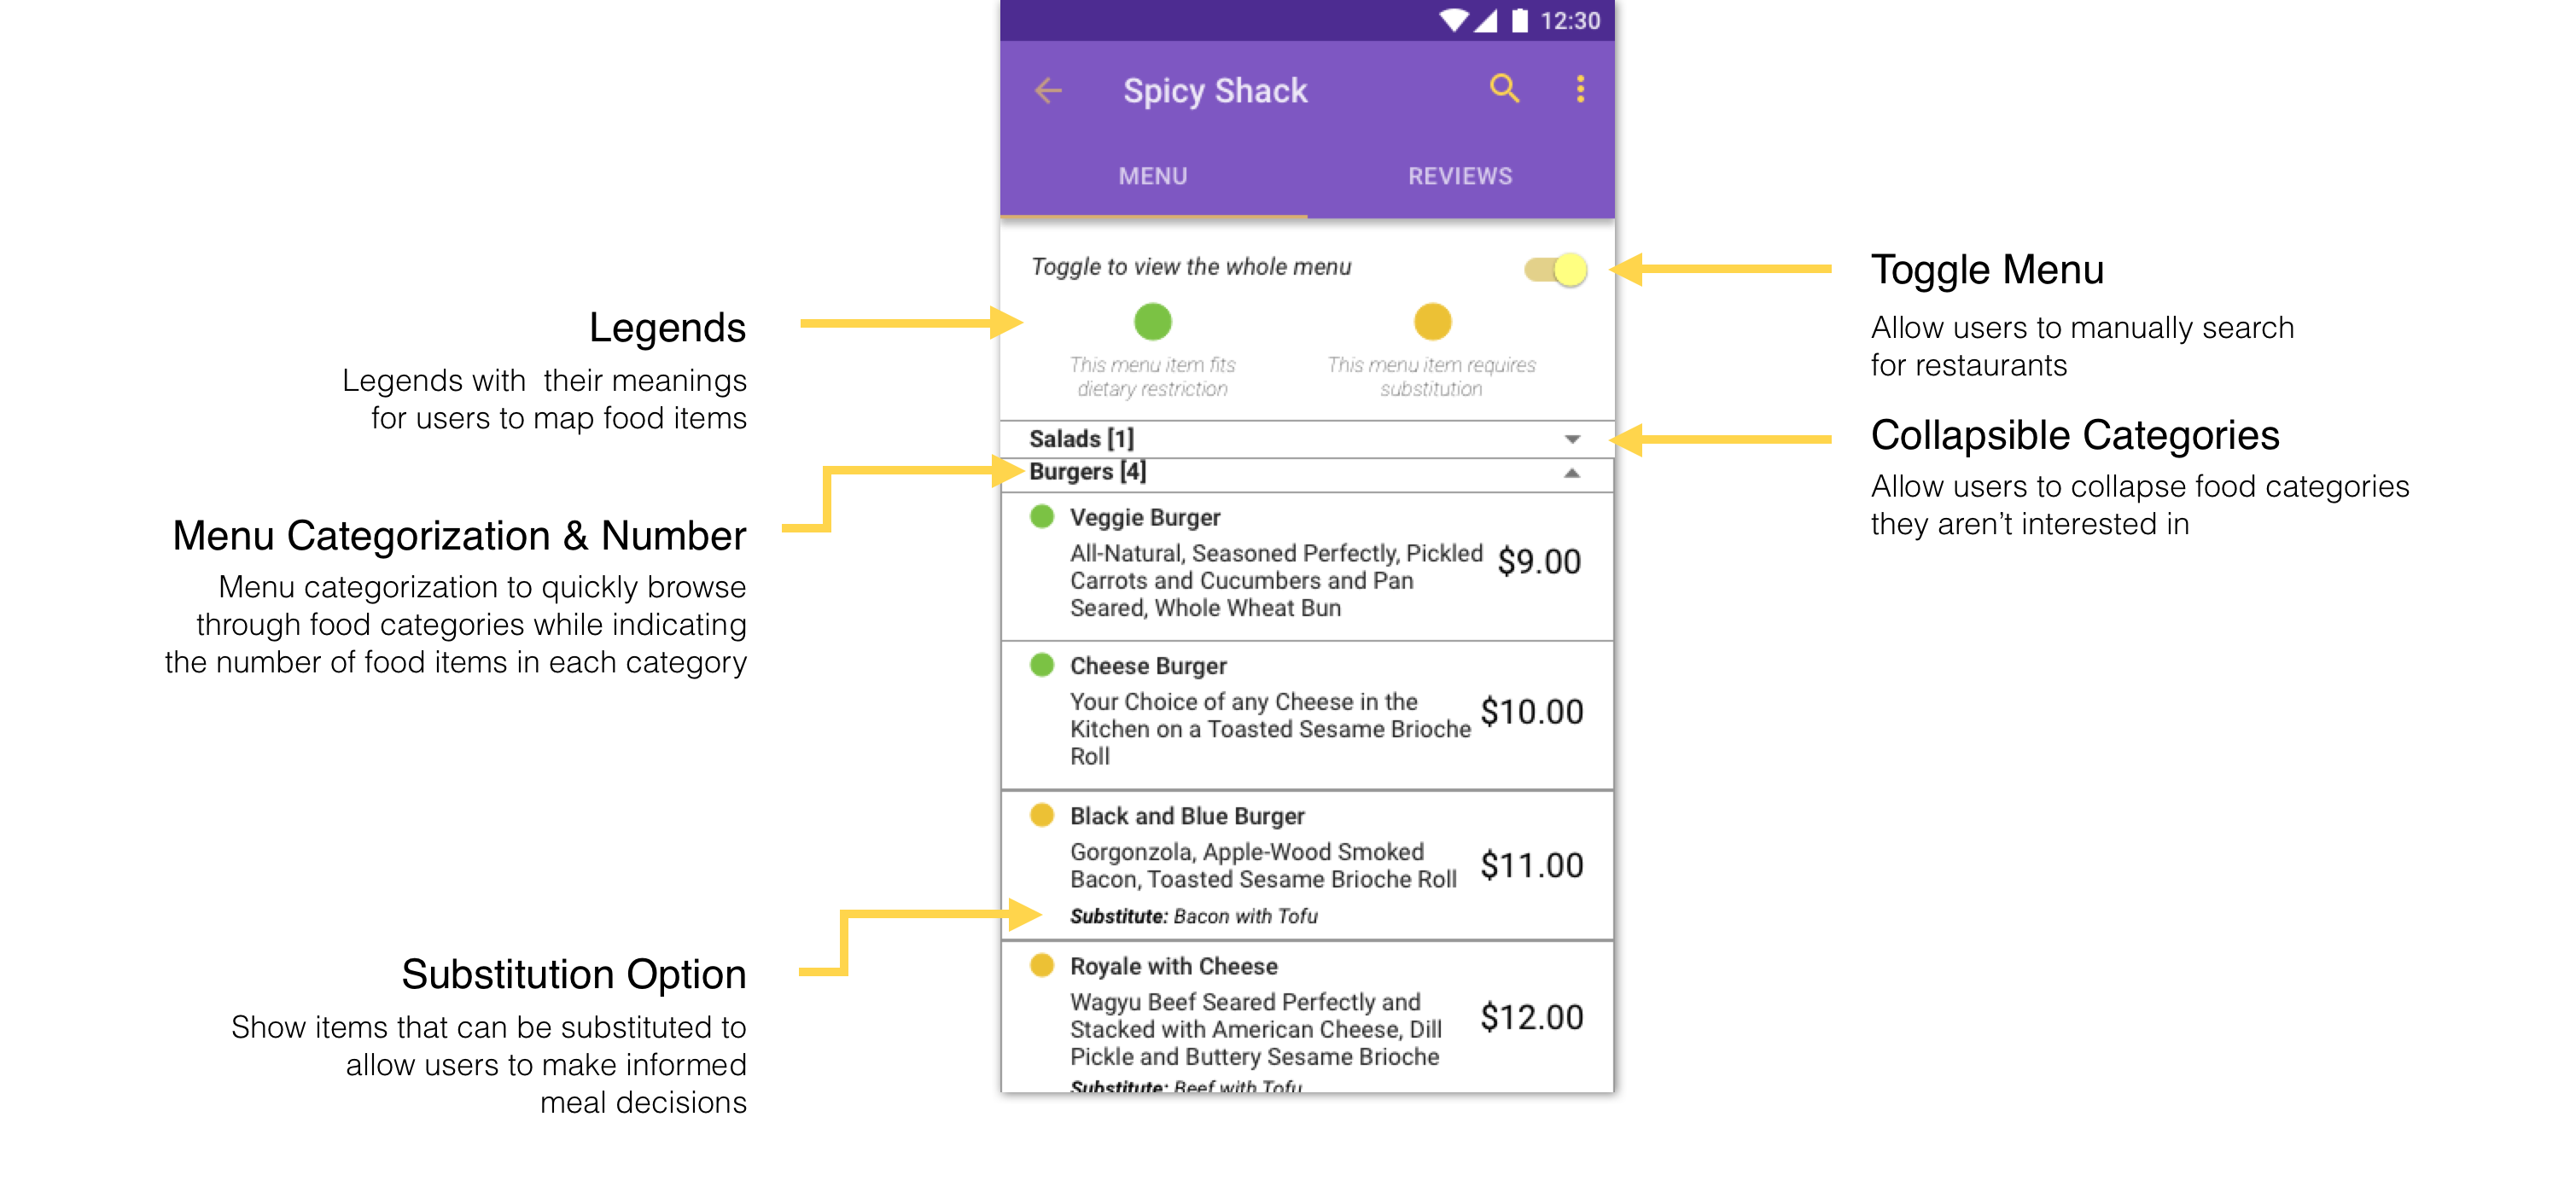 12:30
Spicy Shack
MENU
REVIEWS
Toggle to view the whole menu
This menu item fits
dietary restriction
This menu item requires
substitution
Salads [1]
Burgers [4]
Veggie Burger
All-Natural, Seasoned Perfectly, Pickled
Carrots and Cucumbers and Pan
Seared, Whole Wheat Bun
$9.00
Cheese Burger
Your Choice of any Cheese in the
Kitchen on a Toasted Sesame Brioche
Roll
$10.00
Black and Blue Burger
Gorgonzola, Apple-Wood Smoked
Bacon, Toasted Sesame Brioche Roll
$11.00
Substitute: Bacon with Tofu
Royale with Cheese
Wagyu Beef Seared Perfectly and
Stacked with American Cheese, Dill
Pickle and Buttery Sesame Brioche
$12.00
Substitute: Beef with Tofu
Legends
Legends with  their meanings
for users to map food items
Menu Categorization & Number
Menu categorization to quickly browse
through food categories while indicating
the number of food items in each category
Substitution Option
Show items that can be substituted to
allow users to make informed
meal decisions
Toggle Menu
Allow users to manually search
for restaurants
Collapsible Categories
Allow users to collapse food categories
they aren’t interested in